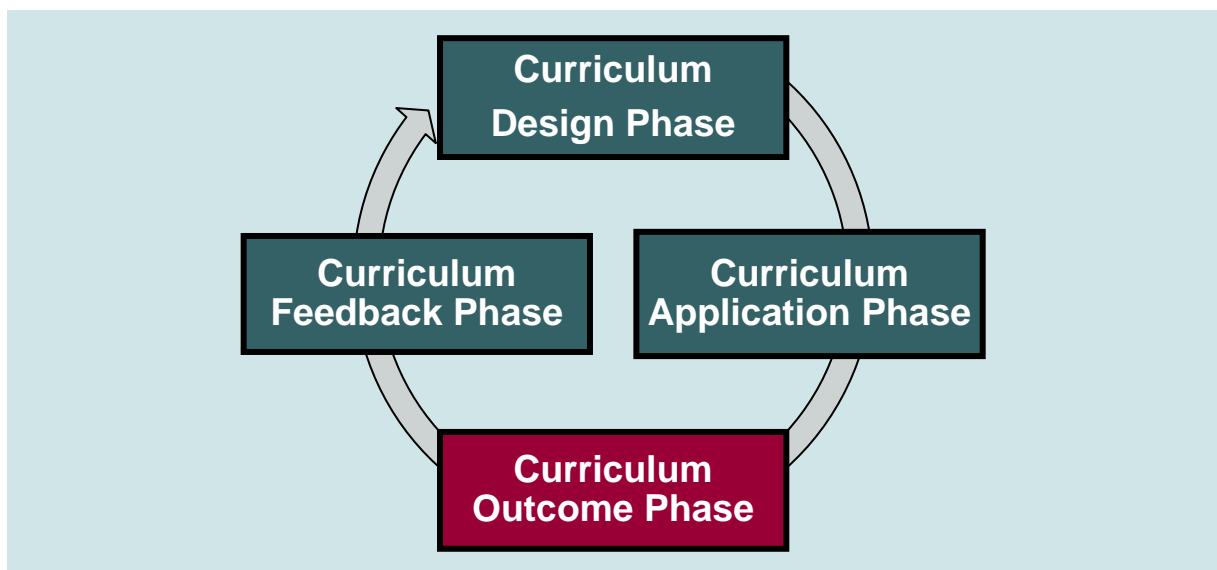 Curriculum
Design Phase
Curriculum
Feedback Phase
Curriculum
Application Phase
Curriculum
Outcome Phase